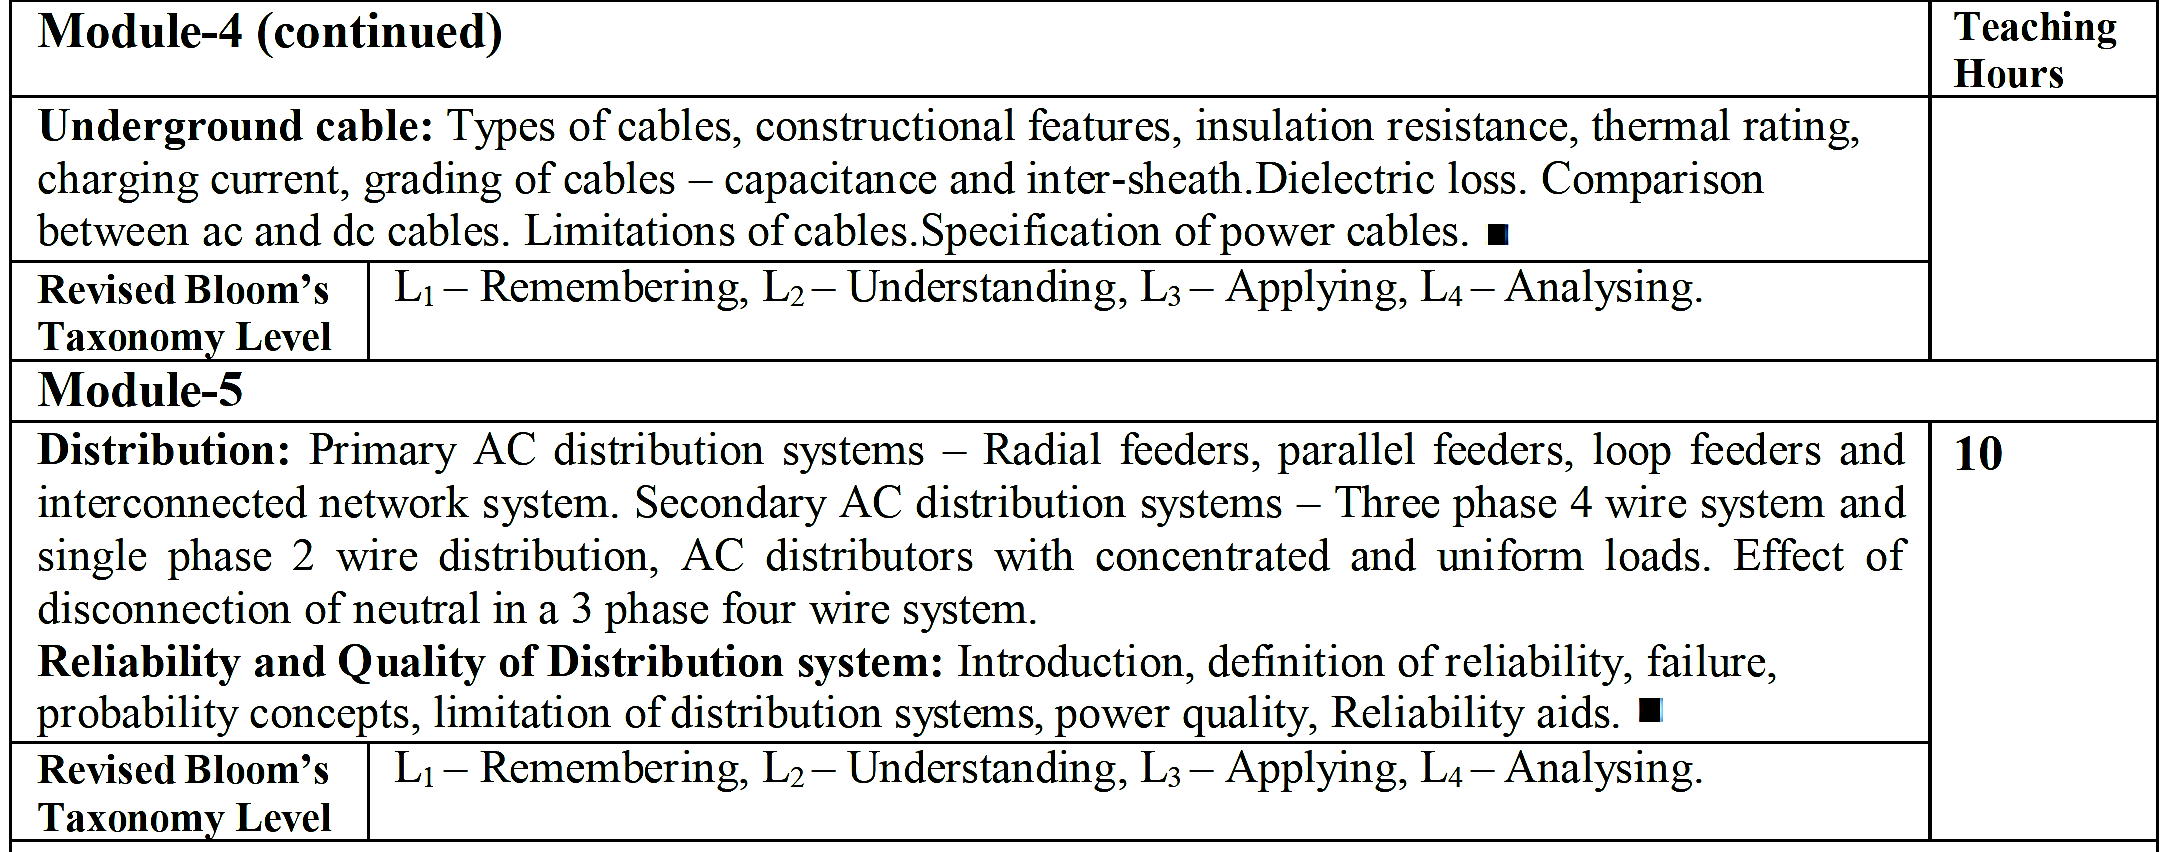 Module-4 (continued)
Teaching
Hours
Underground cable: Types of cables, constructional features, insulation resistance, thermal rating,
charging current, grading of cables – capacitance and inter-sheath.Dielectric loss. Comparison
between ac and dc cables. Limitations of cables.Specification of power cables. ■
Revised Bloom’s
Taxonomy Level
L1 – Remembering, L2 – Understanding, L3 – Applying, L4 – Analysing.
Module-5
Distribution: Primary AC distribution systems – Radial feeders, parallel feeders, loop feeders and
interconnected network system. Secondary AC distribution systems – Three phase 4 wire system and
single phase 2 wire distribution, AC distributors with concentrated and uniform loads. Effect of
disconnection of neutral in a 3 phase four wire system.
Reliability and Quality of Distribution system: Introduction, definition of reliability, failure,
probability concepts, limitation of distribution systems, power quality, Reliability aids. ■
10
Revised Bloom’s
Taxonomy Level
L1 – Remembering, L2 – Understanding, L3 – Applying, L4 – Analysing.